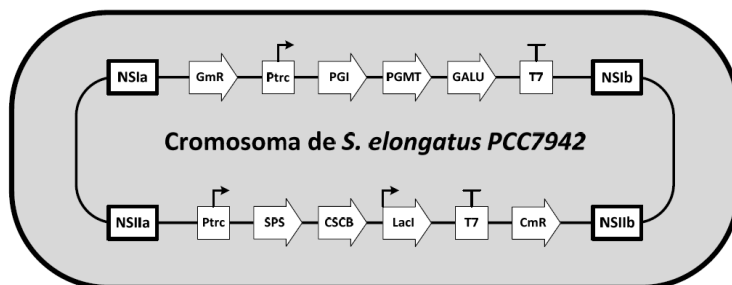 NSIa GmR Ptrc PGI PGMT GALU T7 NSIb
Cromosoma de S. elongatus PCC7942
NSIIa Ptrc SPS CSCB LacI T7 CmR NSIIb